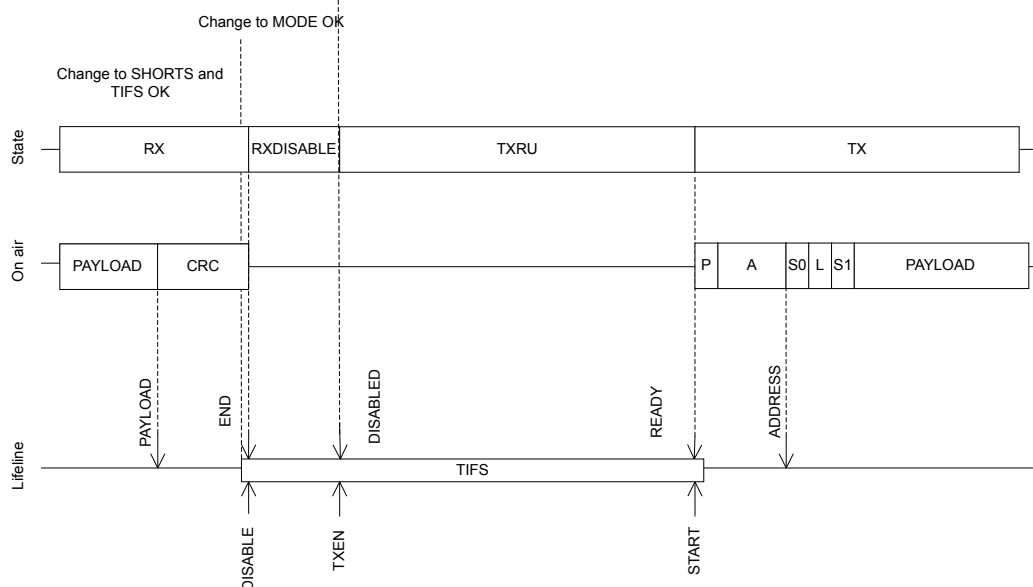 Change to MODE OK
Change to SHORTS and
TIFS OK
State
RX
RXDISABLE
TXRU
TX
On air
PAYLOAD
CRC
P
A
S0
L
S1
PAYLOAD
PAYLOAD
END
DISABLED
READY
ADDRESS
Lifeline
TIFS
DISABLE
TXEN
START